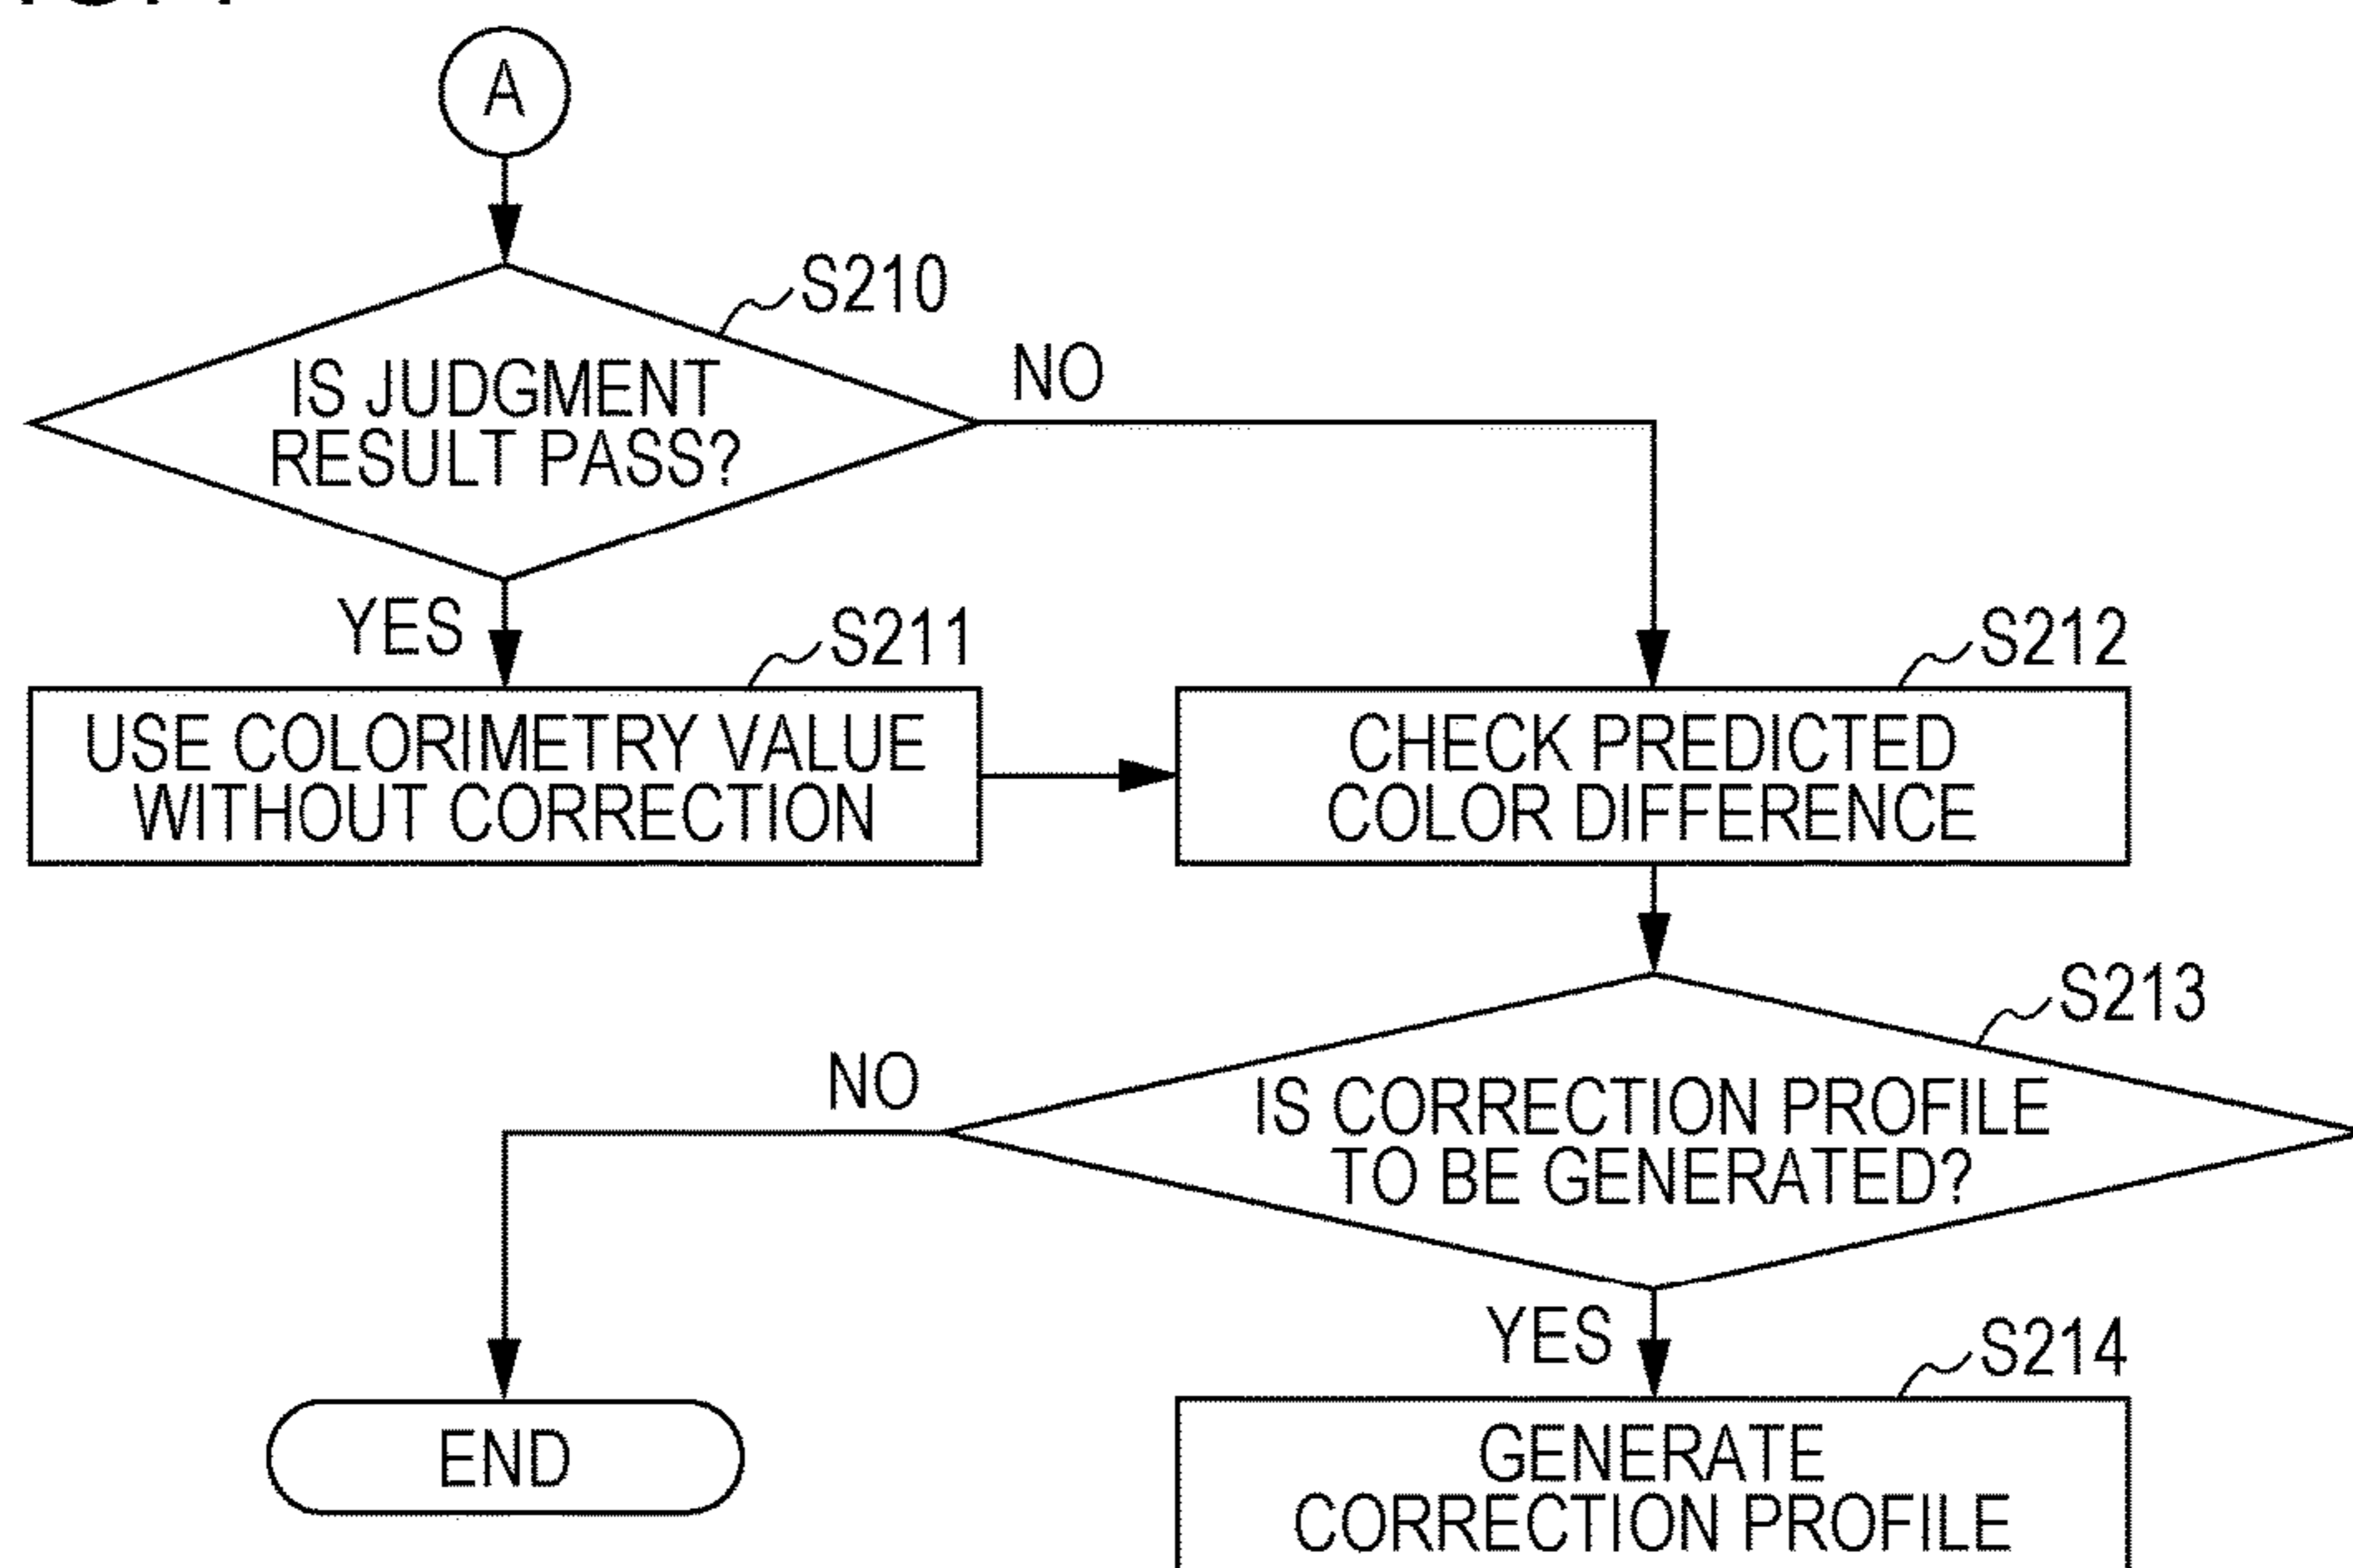 A
S210
IS JUDGMENT
RESULT PASS?
NO
YES
S211
USE COLORIMETRY VALUE
WITHOUT CORRECTION
S212
CHECK PREDICTED
COLOR DIFFERENCE
S213
IS CORRECTION PROFILE
TO BE GENERATED?
NO
YES
END
S214
GENERATE
CORRECTION PROFILE